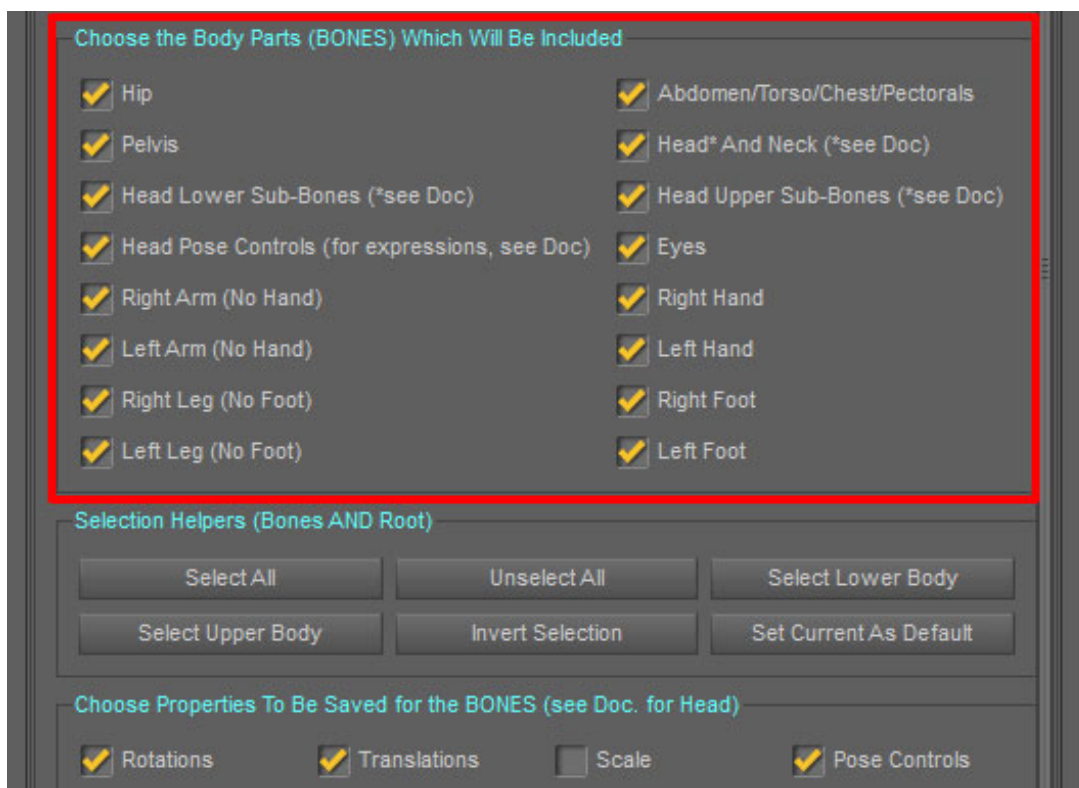 Choose the Body Parts (BONES) Which Will Be Included
Hip
Abdomen/Torso/Chest/Pectorals
Pelvis
Head* And Neck (*see Doc)
Head Lower Sub-Bones (*see Doc)
Head Upper Sub-Bones (*see Doc)
Head Pose Controls (for expressions, see Doc)
Eyes
Right Arm (No Hand)
Right Hand
Left Arm (No Hand)
Left Hand
Right Leg (No Foot)
Right Foot
Left Leg (No Foot)
Left Foot
Selection Helpers (Bones AND Root)
Select All
Unselect All
Select Lower Body
Select Upper Body
Invert Selection
Set Current As Default
Choose Properties To Be Saved for the BONES (see Doc. for Head)
Rotations
Translations
Scale
Pose Controls